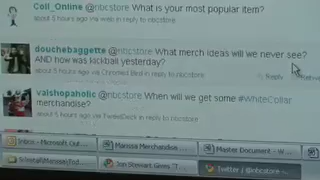 Coll_Online @nbcstore What is your most popular item?
about 5 hours ago via web in reply to nbcstore
douchebaggette @nbcstore What merch ideas will we never see?
AND how was kickball yesterday?
about 5 hours ago via Chromed Bird in reply to nbcstore
Reply
valshopaholic @nbcstore When will we get some #WhiteCollar
merchandise?
about 5 hours ago via TweetDeck in reply to nbcstore
Inbox - Microsoft Out...
Marissa Merchandise ...
Master Document - W...
Jon Stewart Gives "T...
Twitter / @nbcstore -